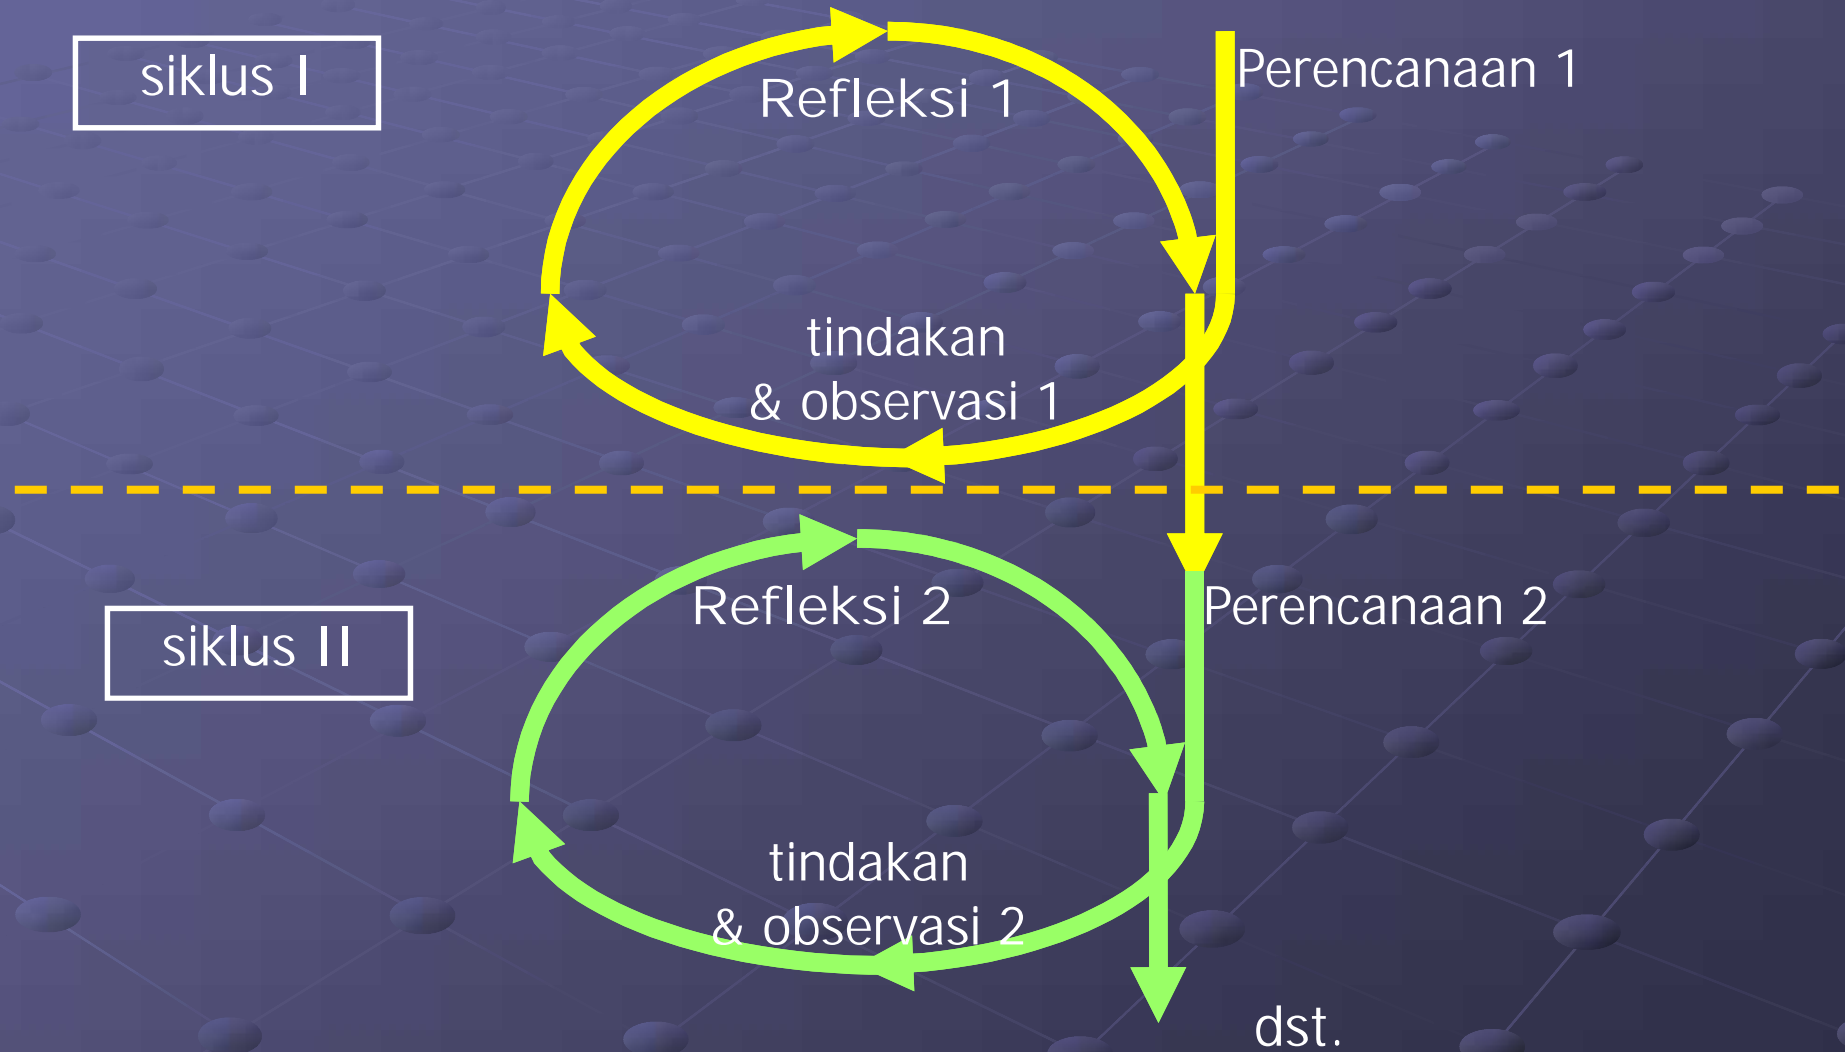 siklus I
Perencanaan 1
Refleksi 1
tindakan
& observasi 1
siklus II
Refleksi 2
Perencanaan 2
tindakan
& observasi 2
dst.